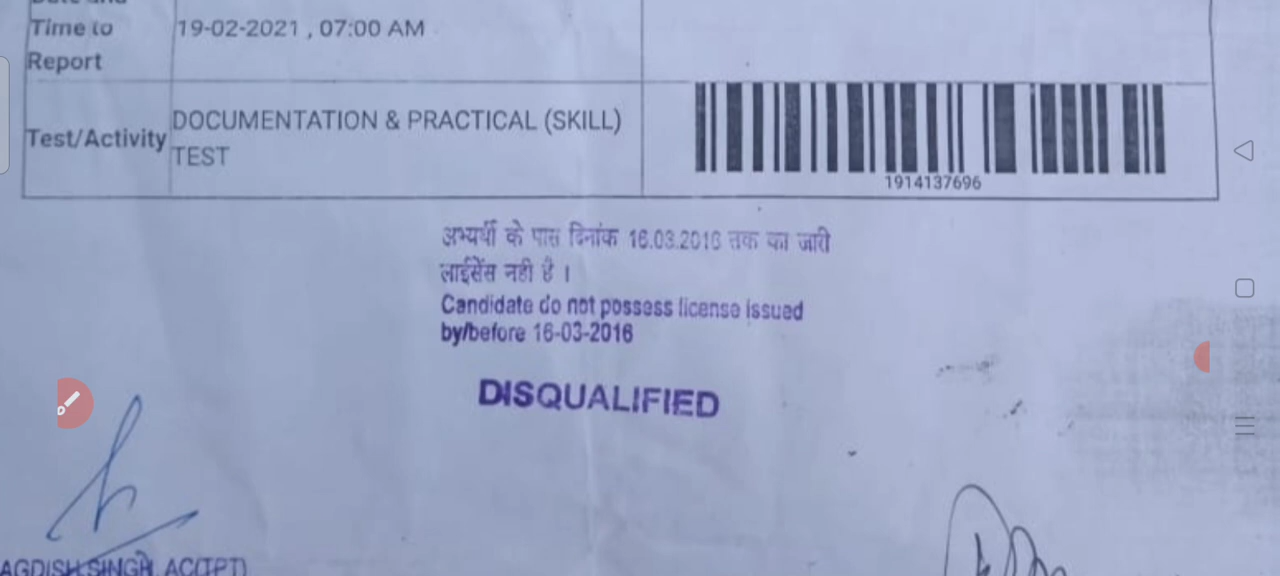 Time to
Report
19-02-2021 , 07:00 AM
Test/Activity
DOCUMENTATION & PRACTICAL (SKILL)
TEST
1914137696
अभ्यर्थी के पास दिनांक 16.03.2016 तक का जारी
लाईसेंस नही है ।
Candidate do not possess license issued
by/before 16-03-2016
DISQUALIFIED
AGDISH SINGH, AC(TPT)